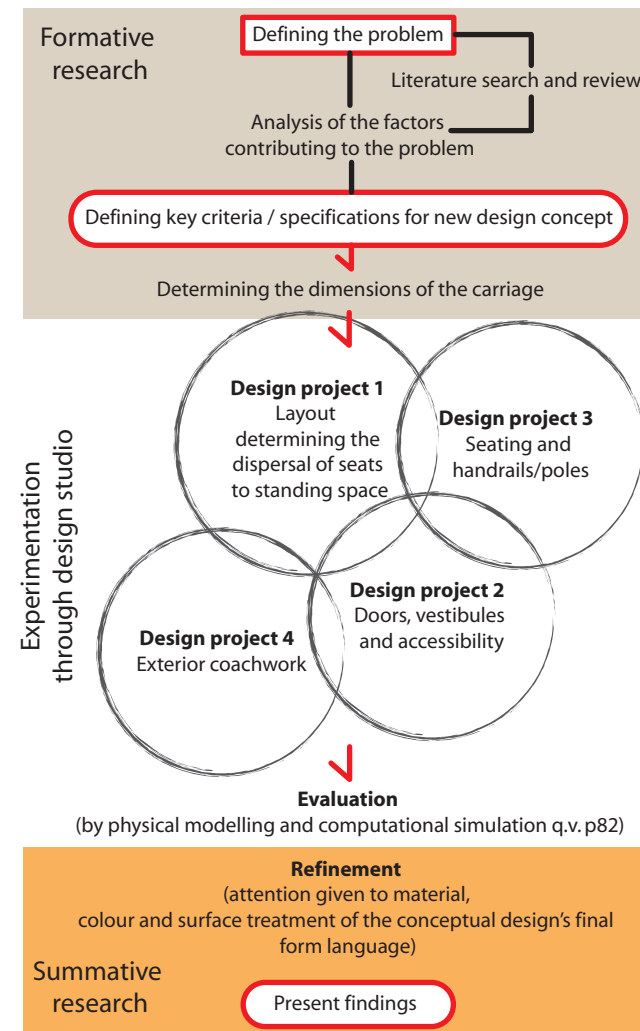 Formative
research
Defining the problem
Literature search and review
Analysis of the factors
contributing to the problem
Defining key criteria / specifications for new design concept
Determining the dimensions of the carriage
Experimentation
through design studio
Design project 1
Layout
determining the
dispersal of seats
to standing space
Design project 3
Seating and
handrails/poles
Design project 2
Doors, vestibules
and accessibility
Design project 4
Exterior coachwork
Evaluation
(by physical modelling and computational simulation q.v. p82)
Refinement
(attention given to material,
colour and surface treatment of the conceptual design's final
form language)
Summative
research
Present findings